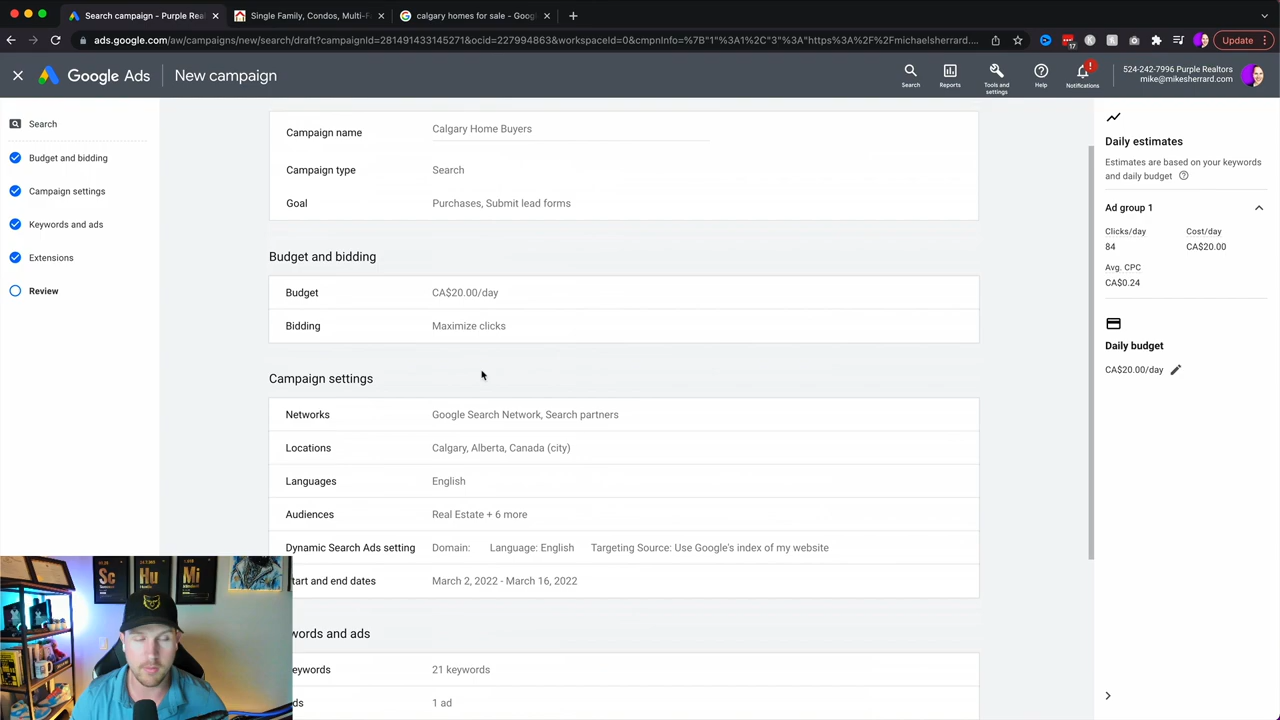 Search campaign - Purple Rea
Single Family, Condos, Multi-F
calgary homes for sale - Goog
ads.google.com/aw/campaigns/new/search/draft?campaignId=281491433145271&ocid=227994863&workspaceId=0&cmpnInfo=%7B"1"%3A1%2C"3"%3A"https%3A%2F%2Fmichaelsherrard....
17
Update
Google Ads
New campaign
Search
Reports
Tools and settings
Help
Notifications
524-242-7996 Purple Realtors
mike@mikesherrard.com
Search
Budget and bidding
Campaign settings
Keywords and ads
Extensions
Review
Campaign name
Calgary Home Buyers
Campaign type
Search
Goal
Purchases, Submit lead forms
Budget and bidding
Budget
CA$20.00/day
Bidding
Maximize clicks
Campaign settings
Networks
Google Search Network, Search partners
Locations
Calgary, Alberta, Canada (city)
Languages
English
Audiences
Real Estate + 6 more
Dynamic Search Ads setting
Domain: Language: English Targeting Source: Use Google's index of my website
tart and end dates
March 2, 2022 - March 16, 2022
words and ads
eywords
21 keywords
ds
1 ad
Daily estimates
Estimates are based on your keywords
and daily budget
Ad group 1
Clicks/day
Cost/day
84
CA$20.00
Avg. CPC
CA$0.24
Daily budget
CA$20.00/day
Sc
Hu
Mi